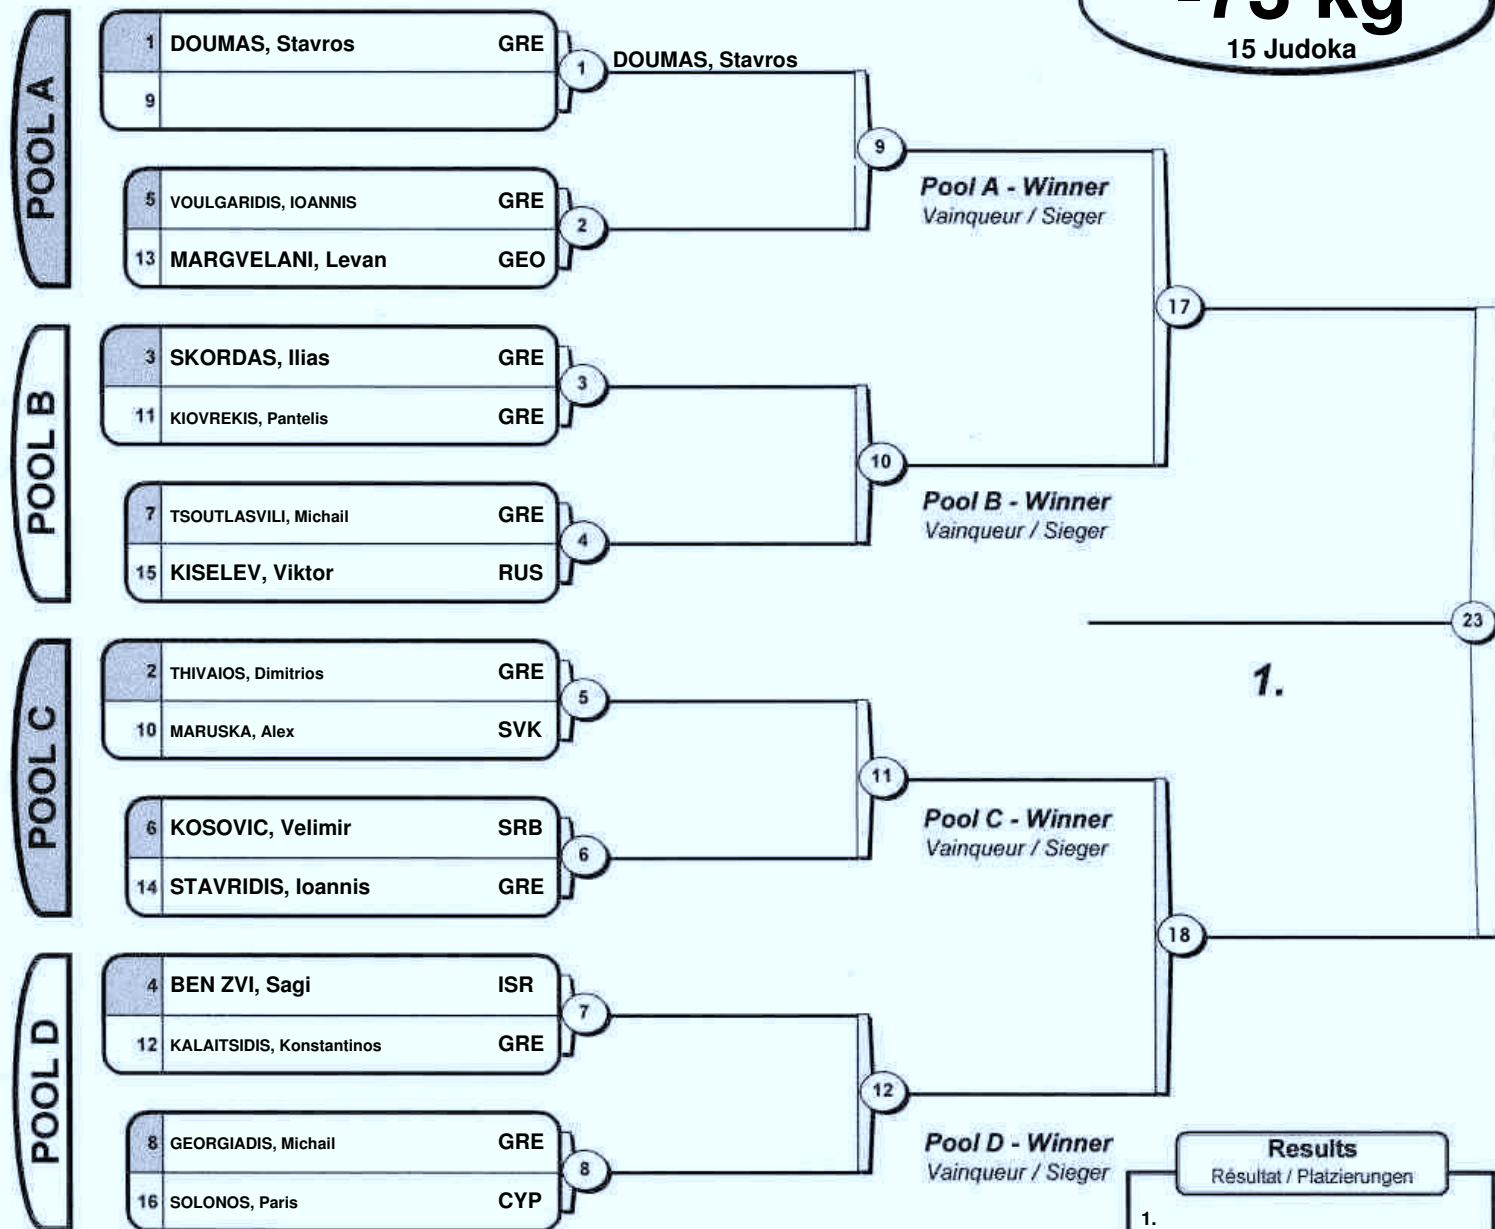 -73 kg
15 Judoka
POOL A
1 DOUMAS, Stavros GRE
9
1 DOUMAS, Stavros
5 VOULGARIDIS, IOANNIS GRE
13 MARGVELANI, Levan GEO
2
9
Pool A - Winner
Vainqueur / Sieger
17
POOL B
3 SKORDAS, Ilias GRE
11 KIOVREKIS, Pantelis GRE
3
7 TSOUTLASVILI, Michail GRE
15 KISELEV, Viktor RUS
4
10
Pool B - Winner
Vainqueur / Sieger
23
1.
POOL C
2 THIVAIOS, Dimitrios GRE
10 MARUSKA, Alex SVK
5
6 KOSOVIC, Velimir SRB
14 STAVRIDIS, Ioannis GRE
6
11
Pool C - Winner
Vainqueur / Sieger
18
POOL D
4 BEN ZVI, Sagi ISR
12 KALAITSIDIS, Konstantinos GRE
7
8 GEORGIADIS, Michail GRE
16 SOLONOS, Paris CYP
8
12
Pool D - Winner
Vainqueur / Sieger
Results
Résultat / Platzierungen
1.